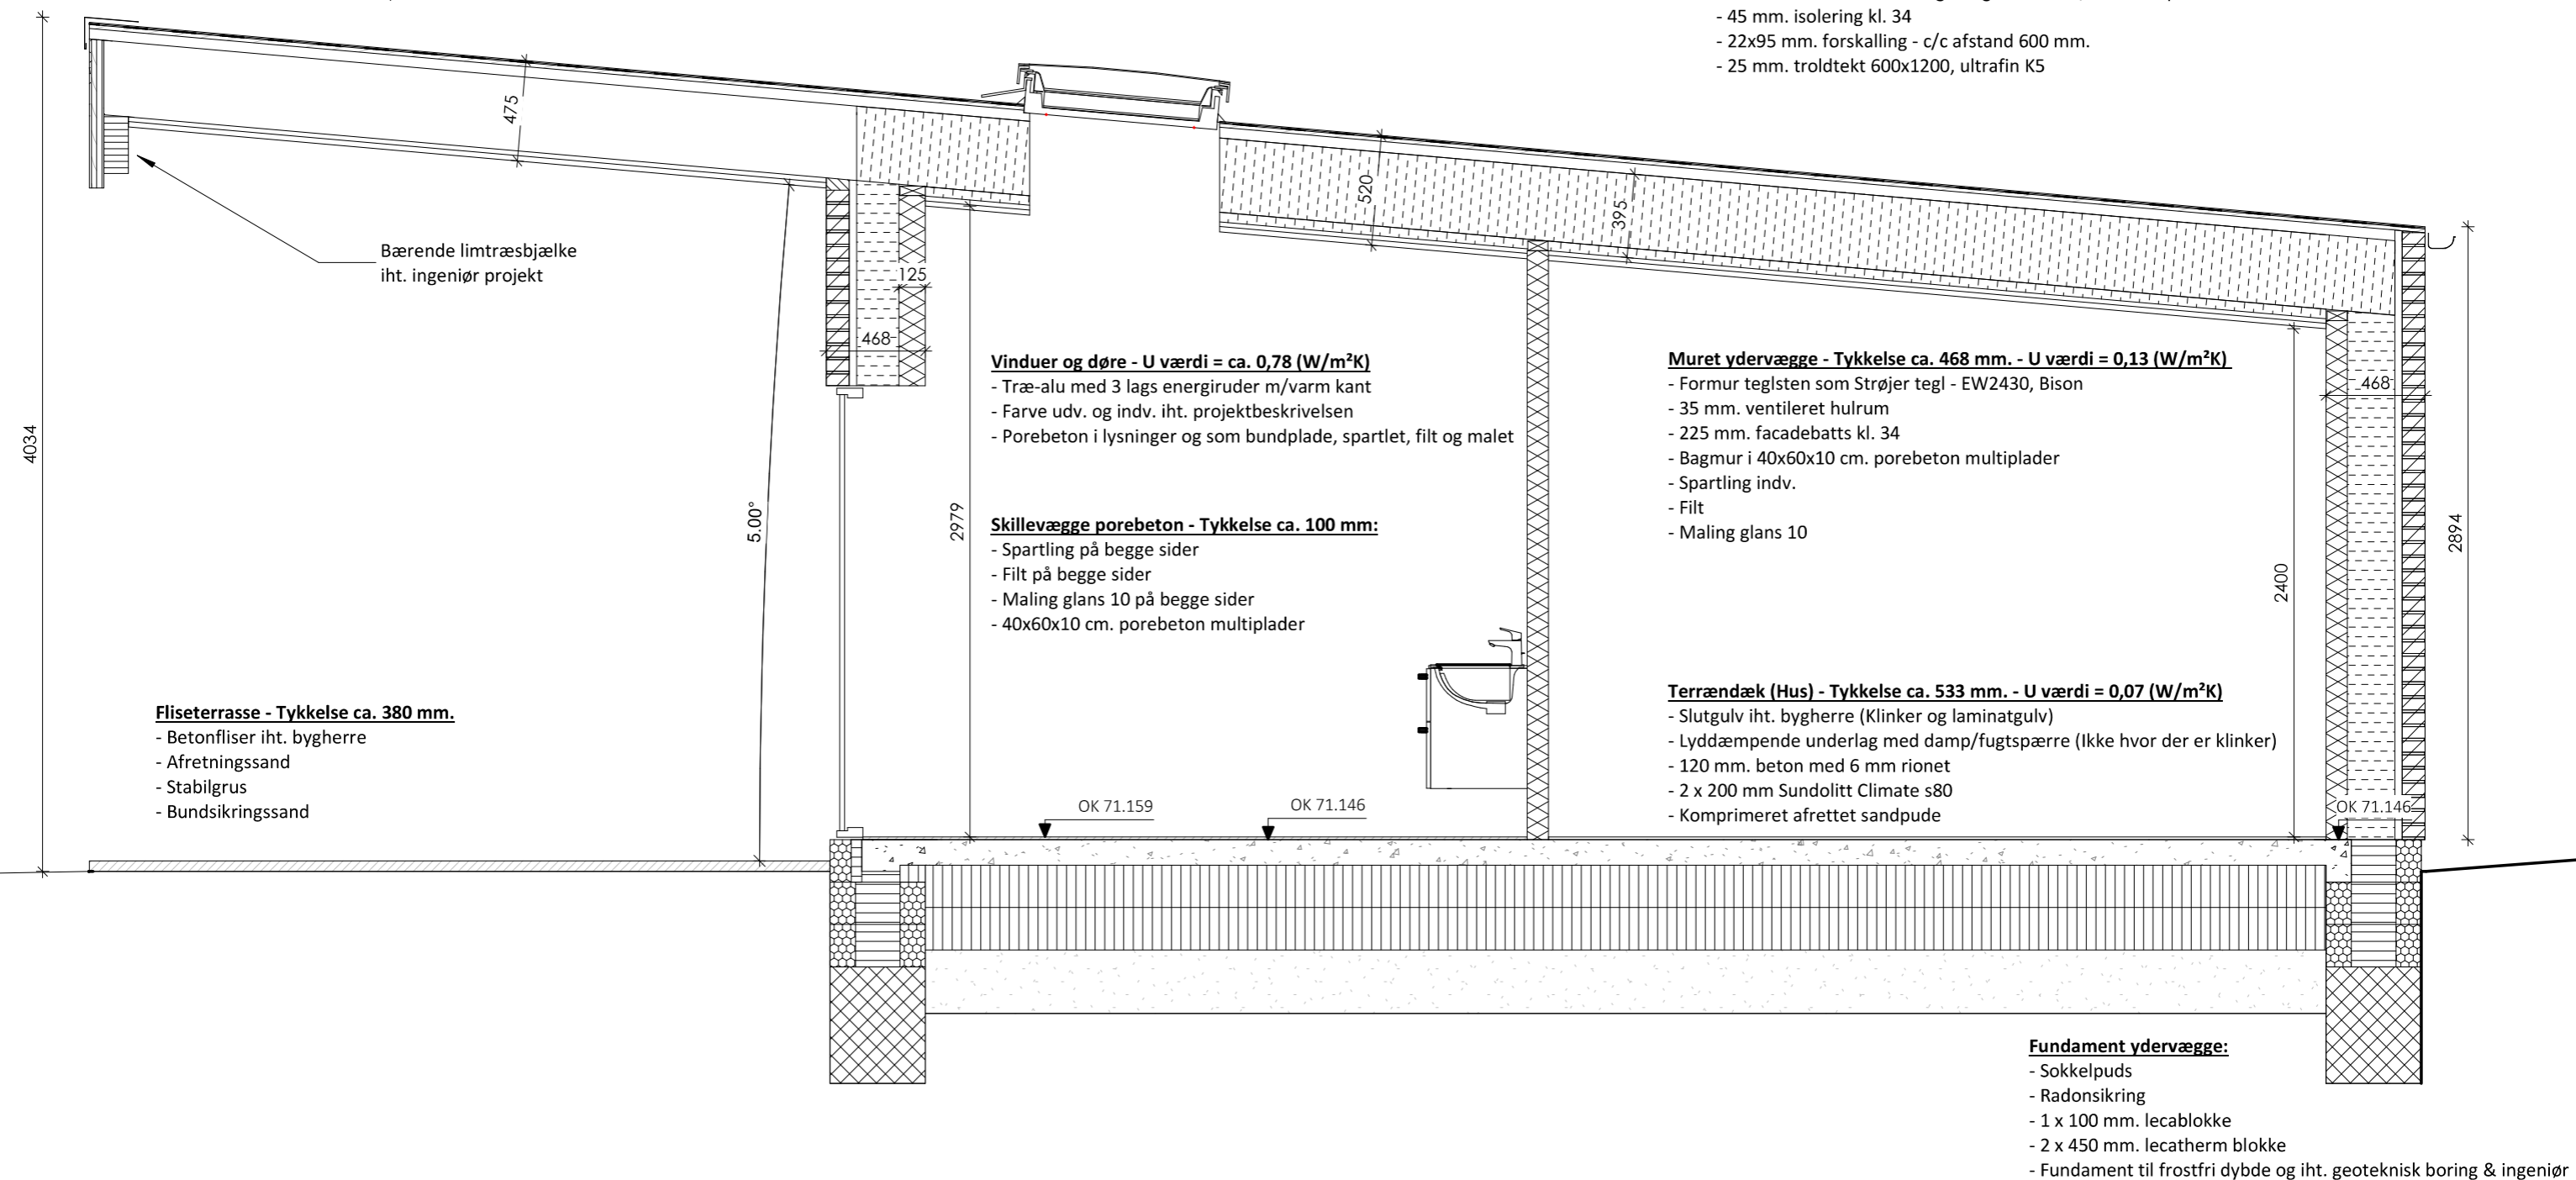 - 45 mm. isolering kl. 34
- 22x95 mm. forskalling - c/c afstand 600 mm.
- 25 mm. troldtekt 600x1200, ultrafin K5
475
520
395
Bærende limtræsbjælke
iht. ingeniør projekt
125
468
4034
5.00°
2979
Vinduer og døre - U værdi = ca. 0,78 (W/m²K)
- Træ-alu med 3 lags energiruder m/varm kant
- Farve udv. og indv. iht. projektbeskrivelsen
- Porebeton i lysninger og som bundplade, spartlet, filt og malet
Skillevægge porebeton - Tykkelse ca. 100 mm:
- Spartling på begge sider
- Filt på begge sider
- Maling glans 10 på begge sider
- 40x60x10 cm. porebeton multiplader
Muret ydervægge - Tykkelse ca. 468 mm. - U værdi = 0,13 (W/m²K)
- Formur teglsten som Strøjer tegl - EW2430, Bison
- 35 mm. ventileret hulrum
- 225 mm. facadebatts kl. 34
- Bagmur i 40x60x10 cm. porebeton multiplader
- Spartling indv.
- Filt
- Maling glans 10
468
2400
2894
Fliseterrasse - Tykkelse ca. 380 mm.
- Betonfliser iht. bygherre
- Afretningssand
- Stabilgrus
- Bundsikringssand
Terrændæk (Hus) - Tykkelse ca. 533 mm. - U værdi = 0,07 (W/m²K)
- Slutgulv iht. bygherre (Klinker og laminatgulv)
- Lyddæmpende underlag med damp/fugtspærre (Ikke hvor der er klinker)
- 120 mm. beton med 6 mm rionet
- 2 x 200 mm Sundolitt Climate s80
- Komprimeret afrettet sandpude
OK 71.159
OK 71.146
OK 71.146
Fundament ydervægge:
- Sokkelpuds
- Radonsikring
- 1 x 100 mm. lecablokke
- 2 x 450 mm. lecatherm blokke
- Fundament til frostfri dybde og iht. geoteknisk boring & ingeniør